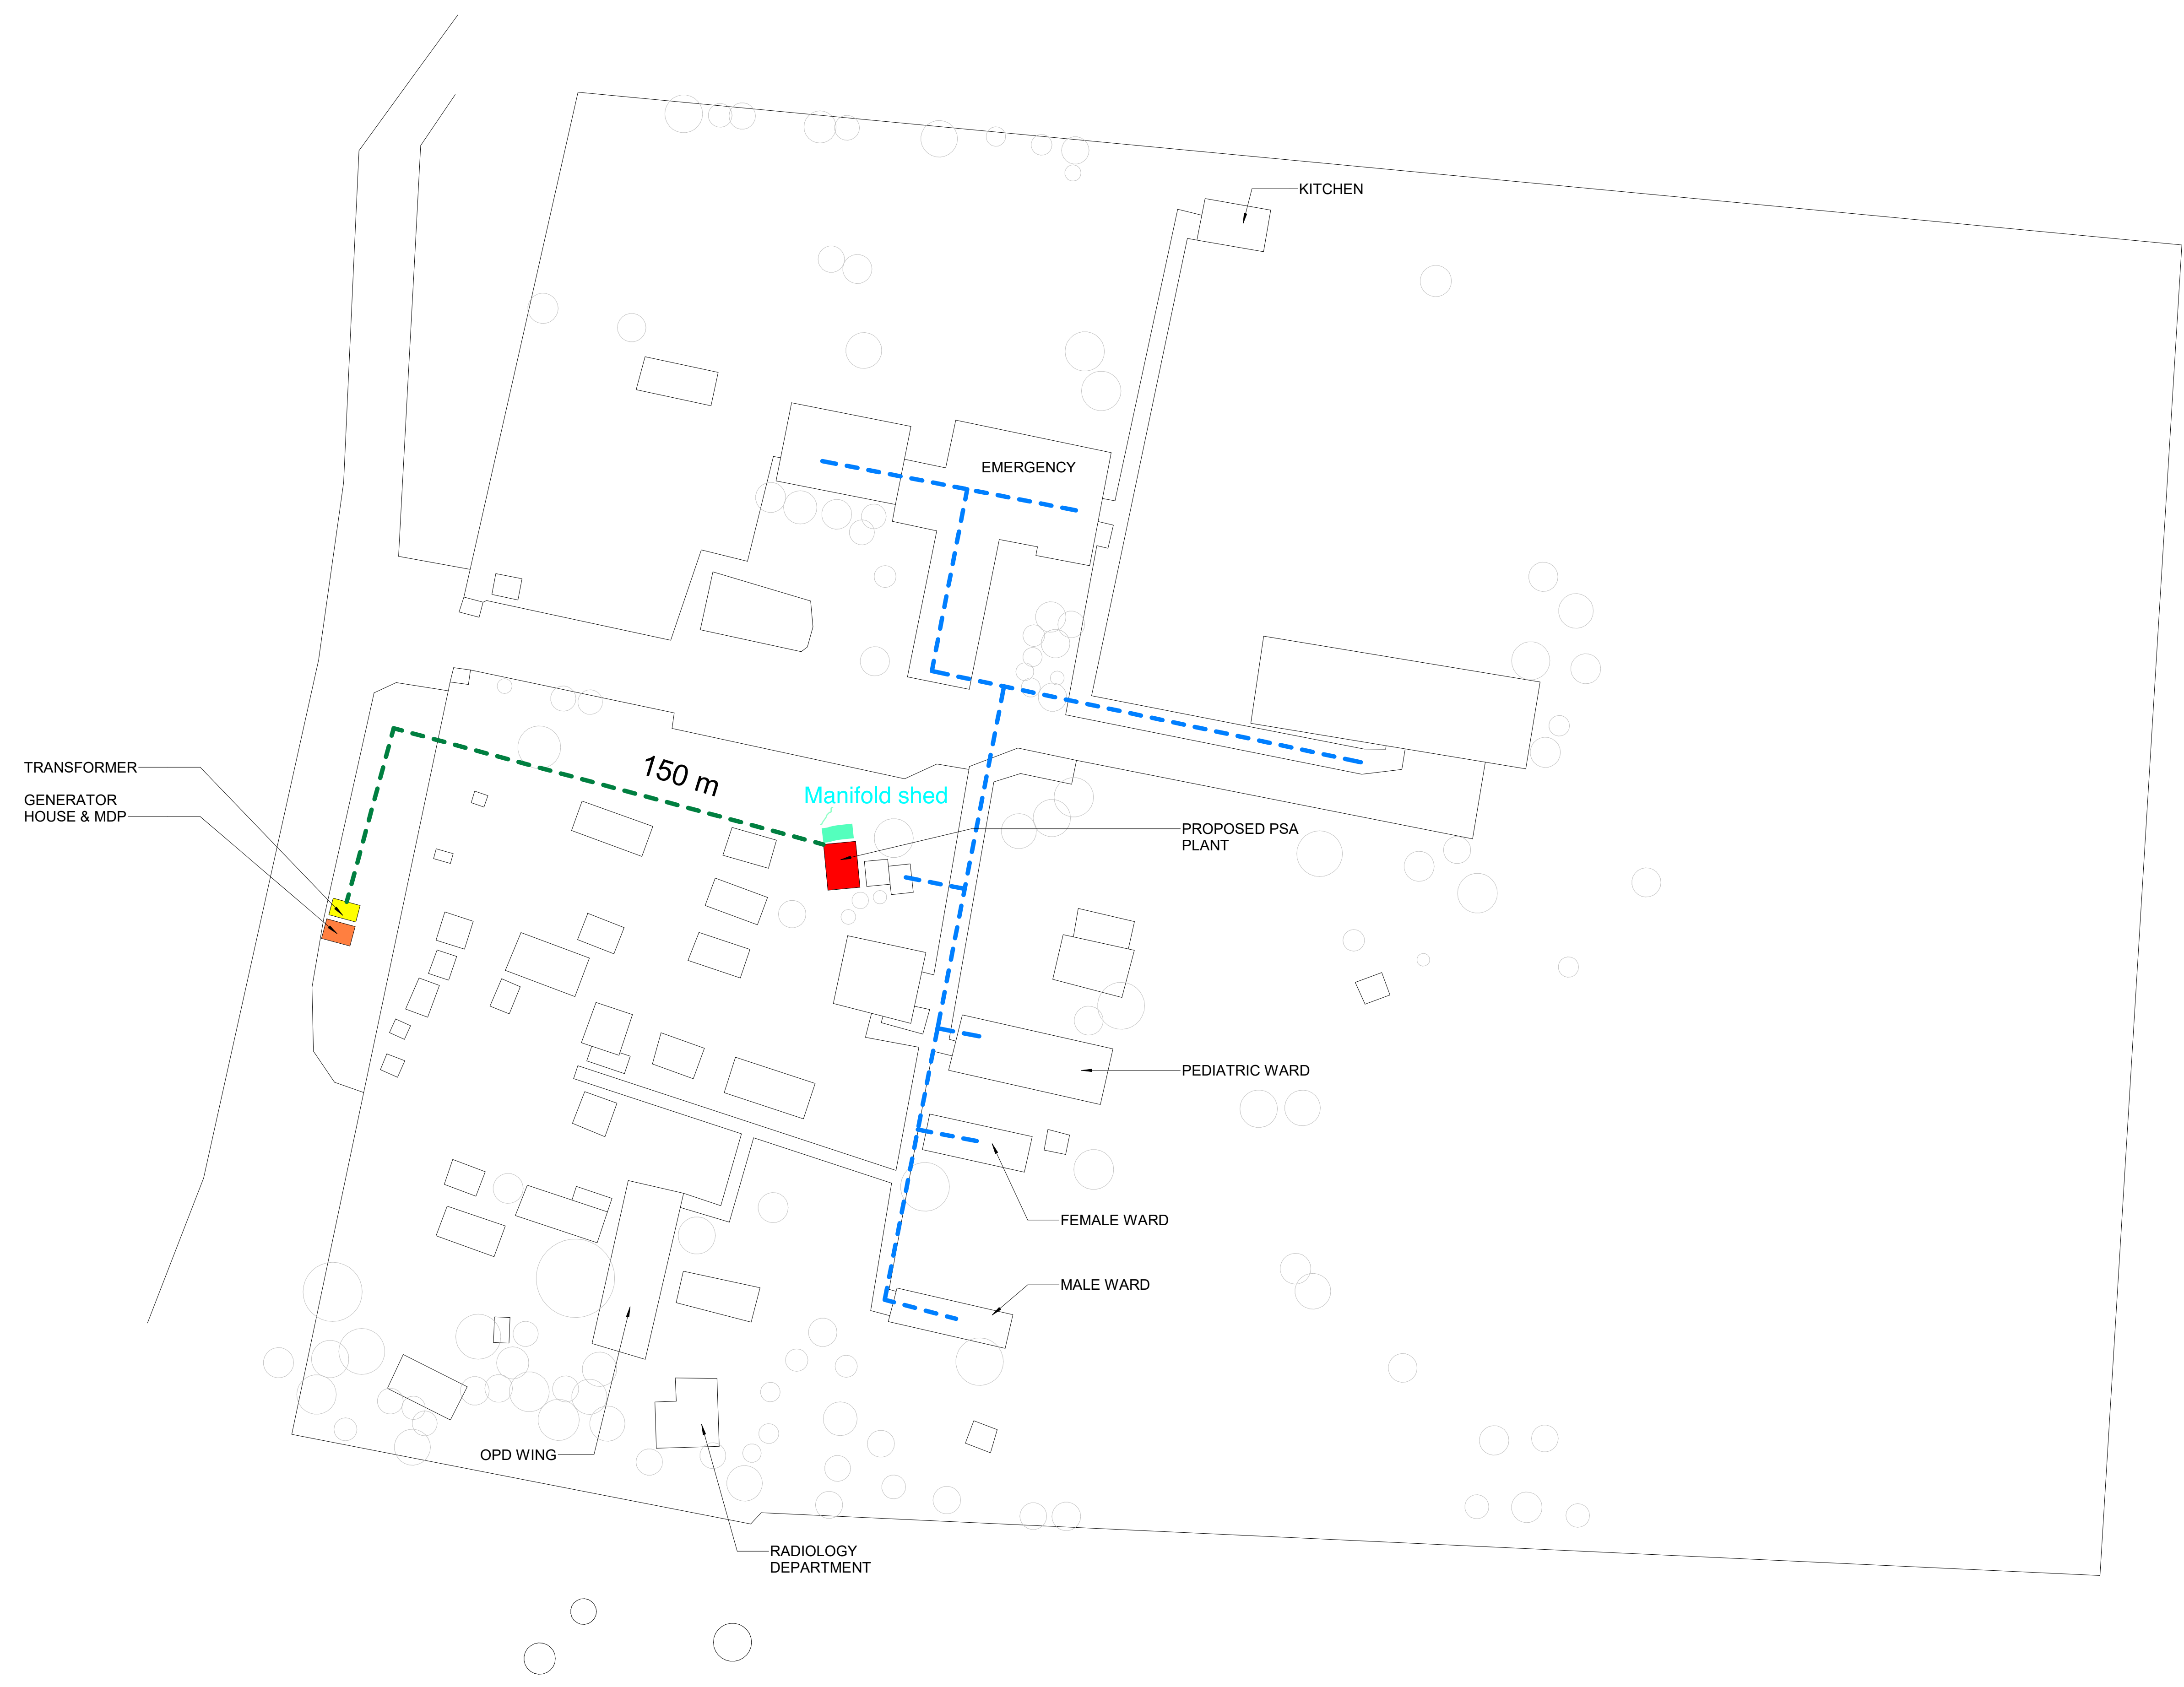 KITCHEN
EMERGENCY
TRANSFORMER
GENERATOR
HOUSE & MDP
150 m
Manifold shed
PROPOSED PSA
PLANT
PEDIATRIC WARD
FEMALE WARD
MALE WARD
OPD WING
RADIOLOGY
DEPARTMENT